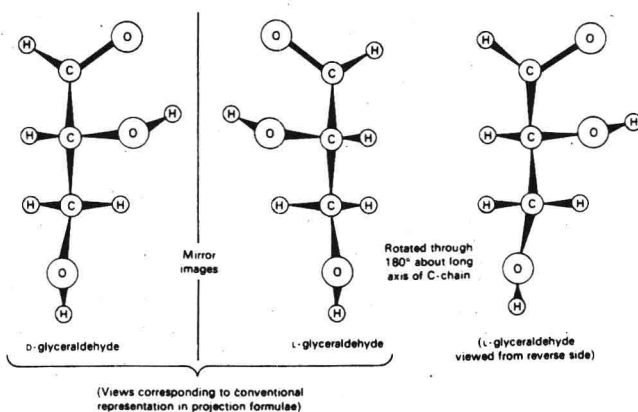 H O O H H O
C C C
H C O H H O C H H C O H
H C H H C H H C H
Mirror
images
Rotated through
180° about long
axis of C-chain
O O O
H H H
D-glyceraldehyde
L-glyceraldehyde
(L-glyceraldehyde
viewed from reverse side)
(Views corresponding to conventional
representation in projection formulae)